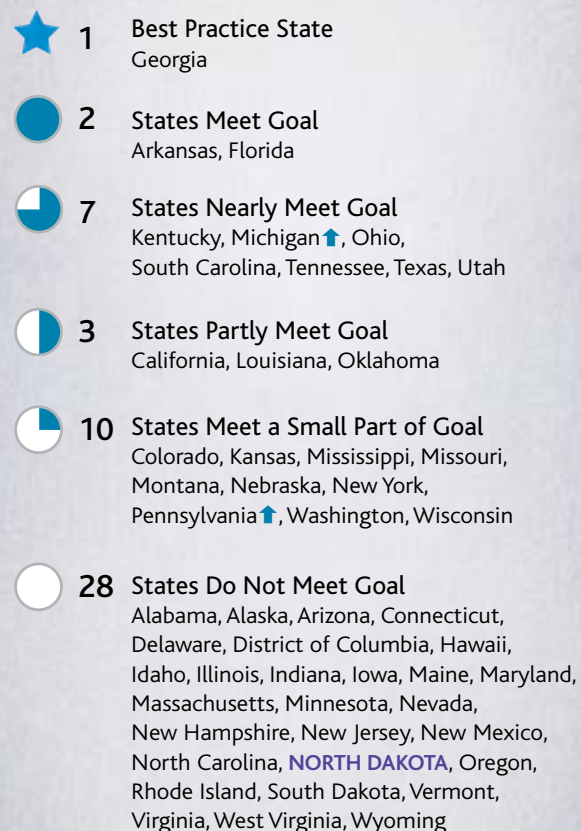 1 Best Practice State
Georgia
2 States Meet Goal
Arkansas, Florida
7 States Nearly Meet Goal
Kentucky, Michigan⬆, Ohio,
South Carolina, Tennessee, Texas, Utah
3 States Partly Meet Goal
California, Louisiana, Oklahoma
10 States Meet a Small Part of Goal
Colorado, Kansas, Mississippi, Missouri,
Montana, Nebraska, New York,
Pennsylvania⬆, Washington, Wisconsin
28 States Do Not Meet Goal
Alabama, Alaska, Arizona, Connecticut,
Delaware, District of Columbia, Hawaii,
Idaho, Illinois, Indiana, Iowa, Maine, Maryland,
Massachusetts, Minnesota, Nevada,
New Hampshire, New Jersey, New Mexico,
North Carolina, NORTH DAKOTA, Oregon,
Rhode Island, South Dakota, Vermont,
Virginia, West Virginia, Wyoming